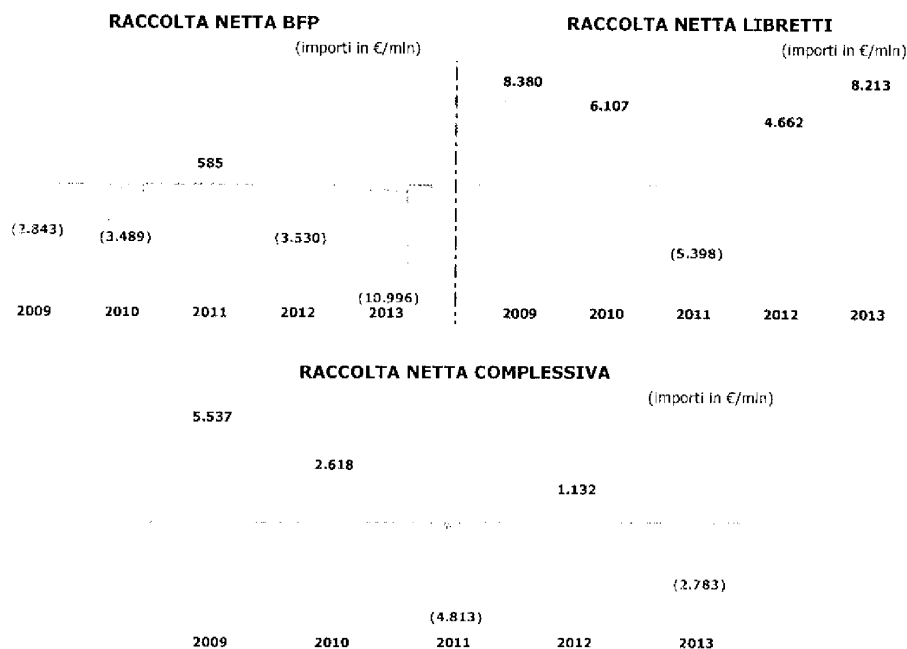 RACCOLTA NETTA BFP
(importi in €/mln)
585
(2.843)
(3.489)
(3.530)
(10.996)
2009 2010 2011 2012 2013
RACCOLTA NETTA LIBRETTI
(importi in €/mln)
8.380
6.107
4.662
8.213
(5.398)
2009 2010 2011 2012 2013
RACCOLTA NETTA COMPLESSIVA
(importi in €/mln)
5.537
2.618
1.132
(2.783)
(4.813)
2009 2010 2011 2012 2013